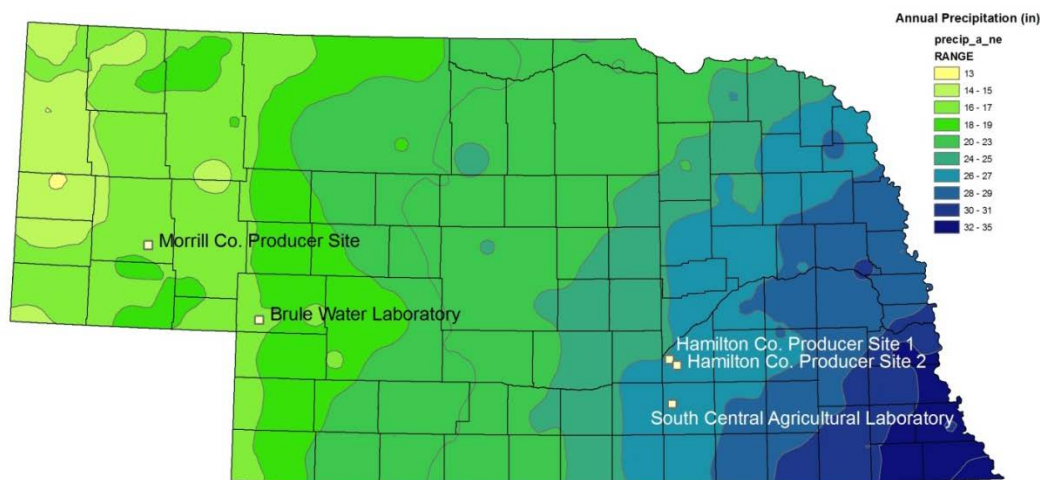 Annual Precipitation (in)
precip_a_ne
RANGE
13
14 - 15
16 - 17
18 - 19
20 - 23
24 - 25
26 - 27
28 - 29
30 - 31
32 - 35
Morrill Co. Producer Site
Brule Water Laboratory
Hamilton Co. Producer Site 1
Hamilton Co. Producer Site 2
South Central Agricultural Laboratory